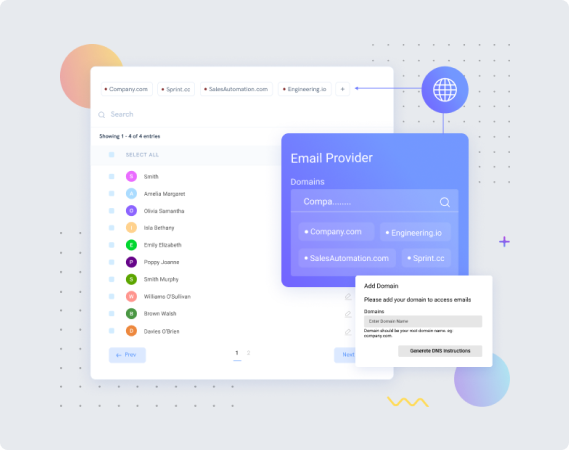 Company.com Sprint.cc SalesAutomation.com Engineering.io +
Search
Showing 1 - 4 of 4 entries
SELECT ALL
S Smith
A Amelia Margaret
O Olivia Samantha
I Isla Bethany
E Emily Elizabeth
P Poppy Joanne
S Smith Murphy
W Williams O'Sullivan
B Brown Walsh
D Davies O'Brien
← Prev
1 2
Next
Email Provider
Domains
Compa........
Company.com Engineering.io
SalesAutomation.com Sprint.cc
Add Domain
Please add your domain to access emails
Domains
Enter Domain Name
Domain should be your root domain name. eg
company.com.
Generete DNS instructions